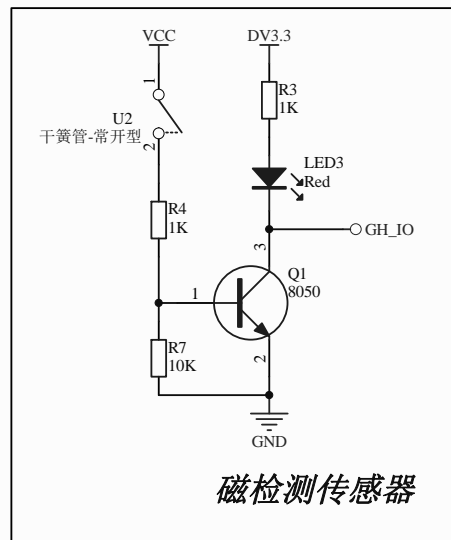 VCC
DV3.3
1
R3
1K
U2
干簧管-常开型
2
LED3
Red
R4
1K
3
GH_IO
1
Q1
8050
R7
10K
2
GND
磁检测传感器